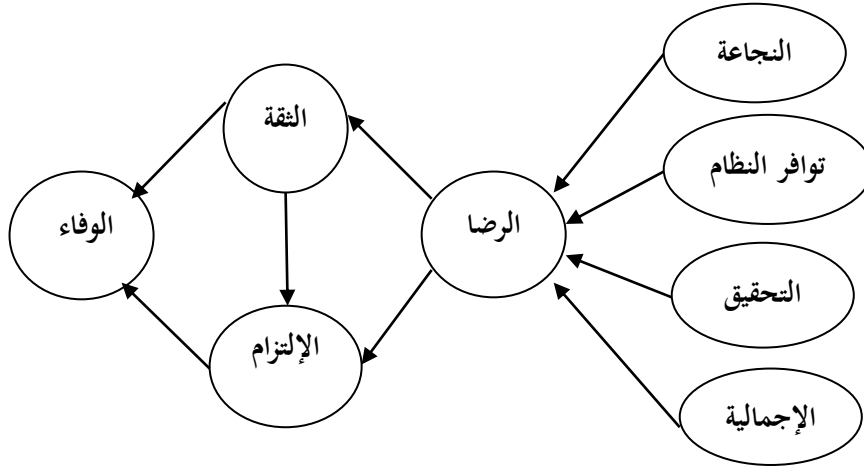 النجاعة
الثقة
توافر النظام
الرضا
الوفاء
التحقيق
الإلتزام
الإجمالية